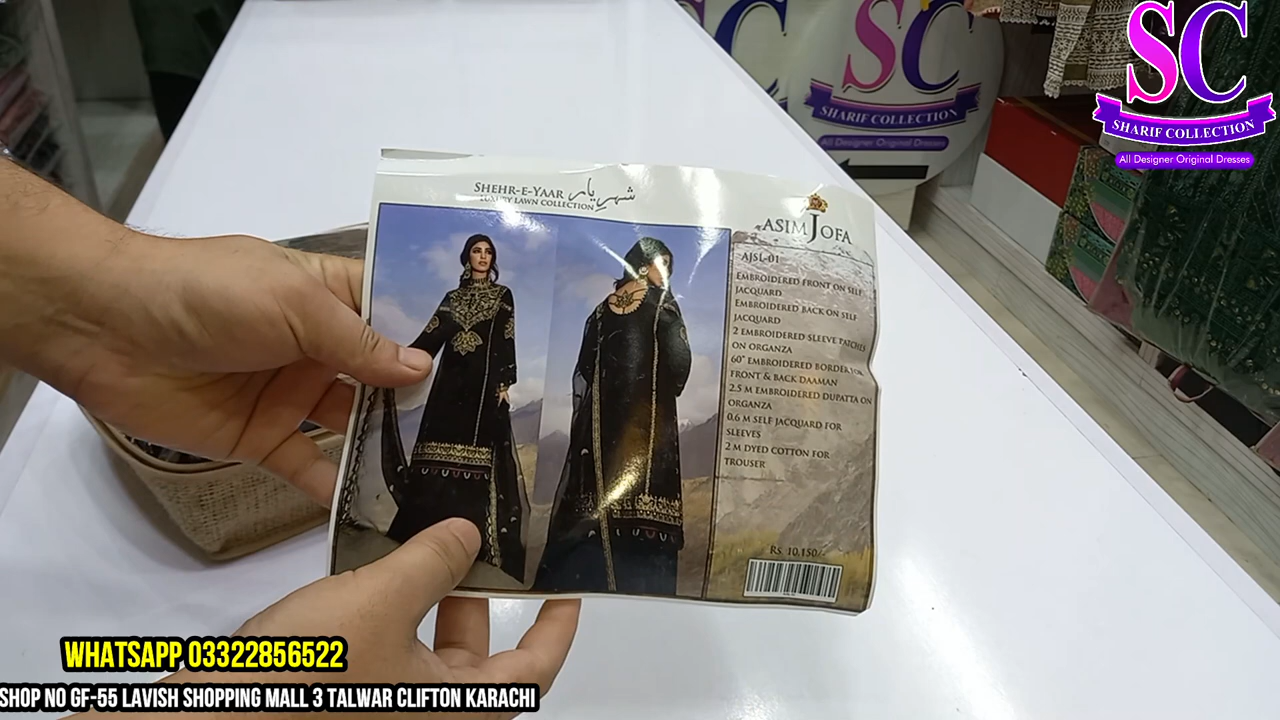 SC
SHARIF COLLECTION
All Designer Original Dresses
SC
SHARIF COLLECTION
All Designer Original Dresses
SHEHR-E-YAAR شہرِ یار
LUXURY LAWN COLLECTION
ASIM JOFA
AJSL-01
EMBROIDERED FRONT ON SELF
JACQUARD
EMBROIDERED BACK ON SELF
JACQUARD
2 EMBROIDERED SLEEVE PATCHES
ON ORGANZA
60" EMBROIDERED BORDER FOR
FRONT & BACK DAAMAN
2.5 M EMBROIDERED DUPATTA ON
ORGANZA
0.6 M SELF JACQUARD FOR
SLEEVES
2 M DYED COTTON FOR
TROUSER
Rs. 10,150/-
WHATSAPP 03322856522
SHOP NO GF-55 LAVISH SHOPPING MALL 3 TALWAR CLIFTON KARACHI